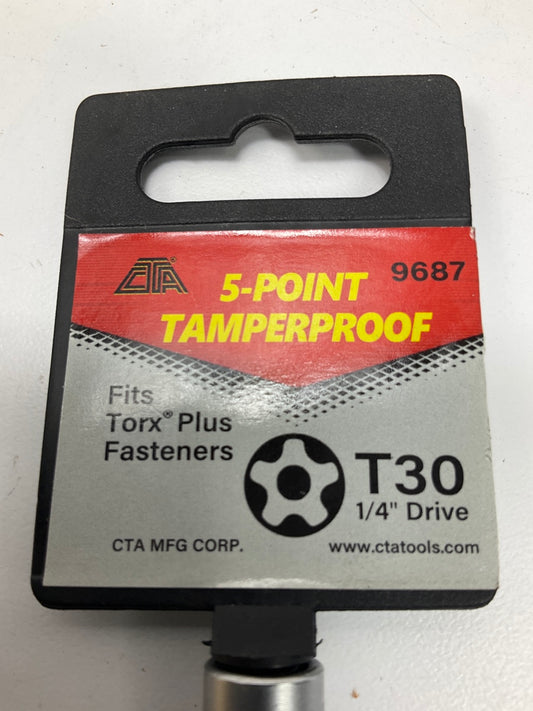 CTA®
9687
5-POINT
TAMPERPROOF
Fits
Torx® Plus
Fasteners
T30
1/4" Drive
CTA MFG CORP.
www.ctatools.com